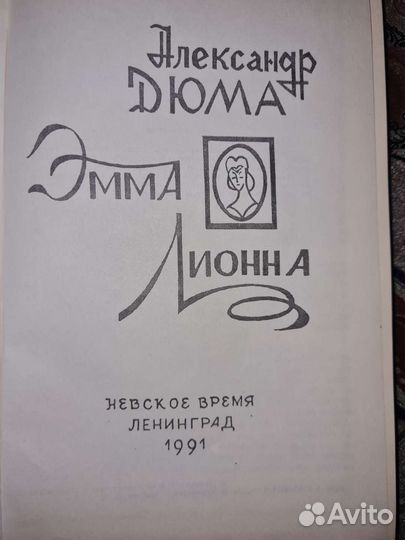 Александр
Дюма
Эмма
Лионна
НЕВСКОЕ ВРЕМЯ
ЛЕНИНГРАД
1991
Avito